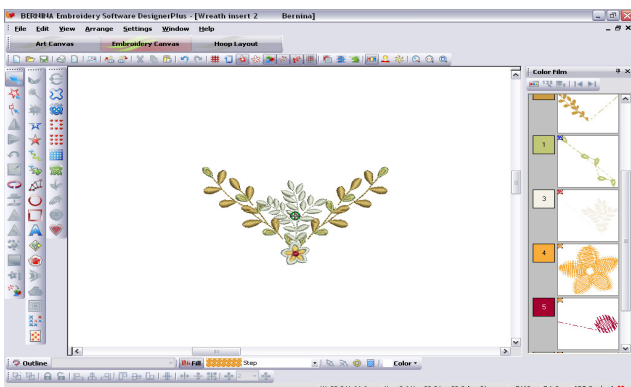 BERNINA Embroidery Software DesignerPlus - [Wreath insert 2 Bernina]
File Edit View Arrange Settings Window Help
Art Canvas Embroidery Canvas Hoop Layout
Color Film
1
3
4
5
Outline Fill Step Color